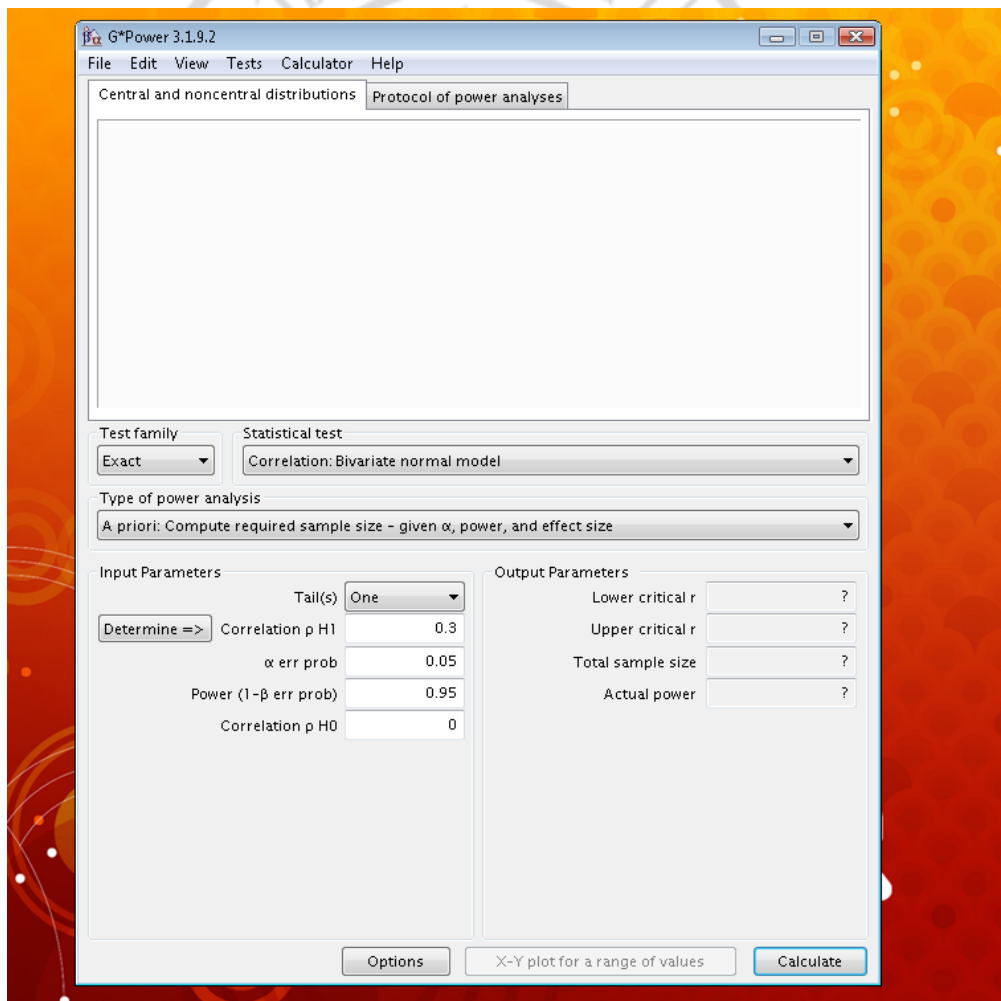 G*Power 3.1.9.2
File Edit View Tests Calculator Help
Central and noncentral distributions Protocol of power analyses
Test family Statistical test
Exact Correlation: Bivariate normal model
Type of power analysis
A priori: Compute required sample size - given α, power, and effect size
Input Parameters Output Parameters
Tail(s) One Lower critical r ?
Determine => Correlation ρ H1 0.3 Upper critical r ?
α err prob 0.05 Total sample size ?
Power (1-β err prob) 0.95 Actual power ?
Correlation ρ H0 0
Options X-Y plot for a range of values Calculate